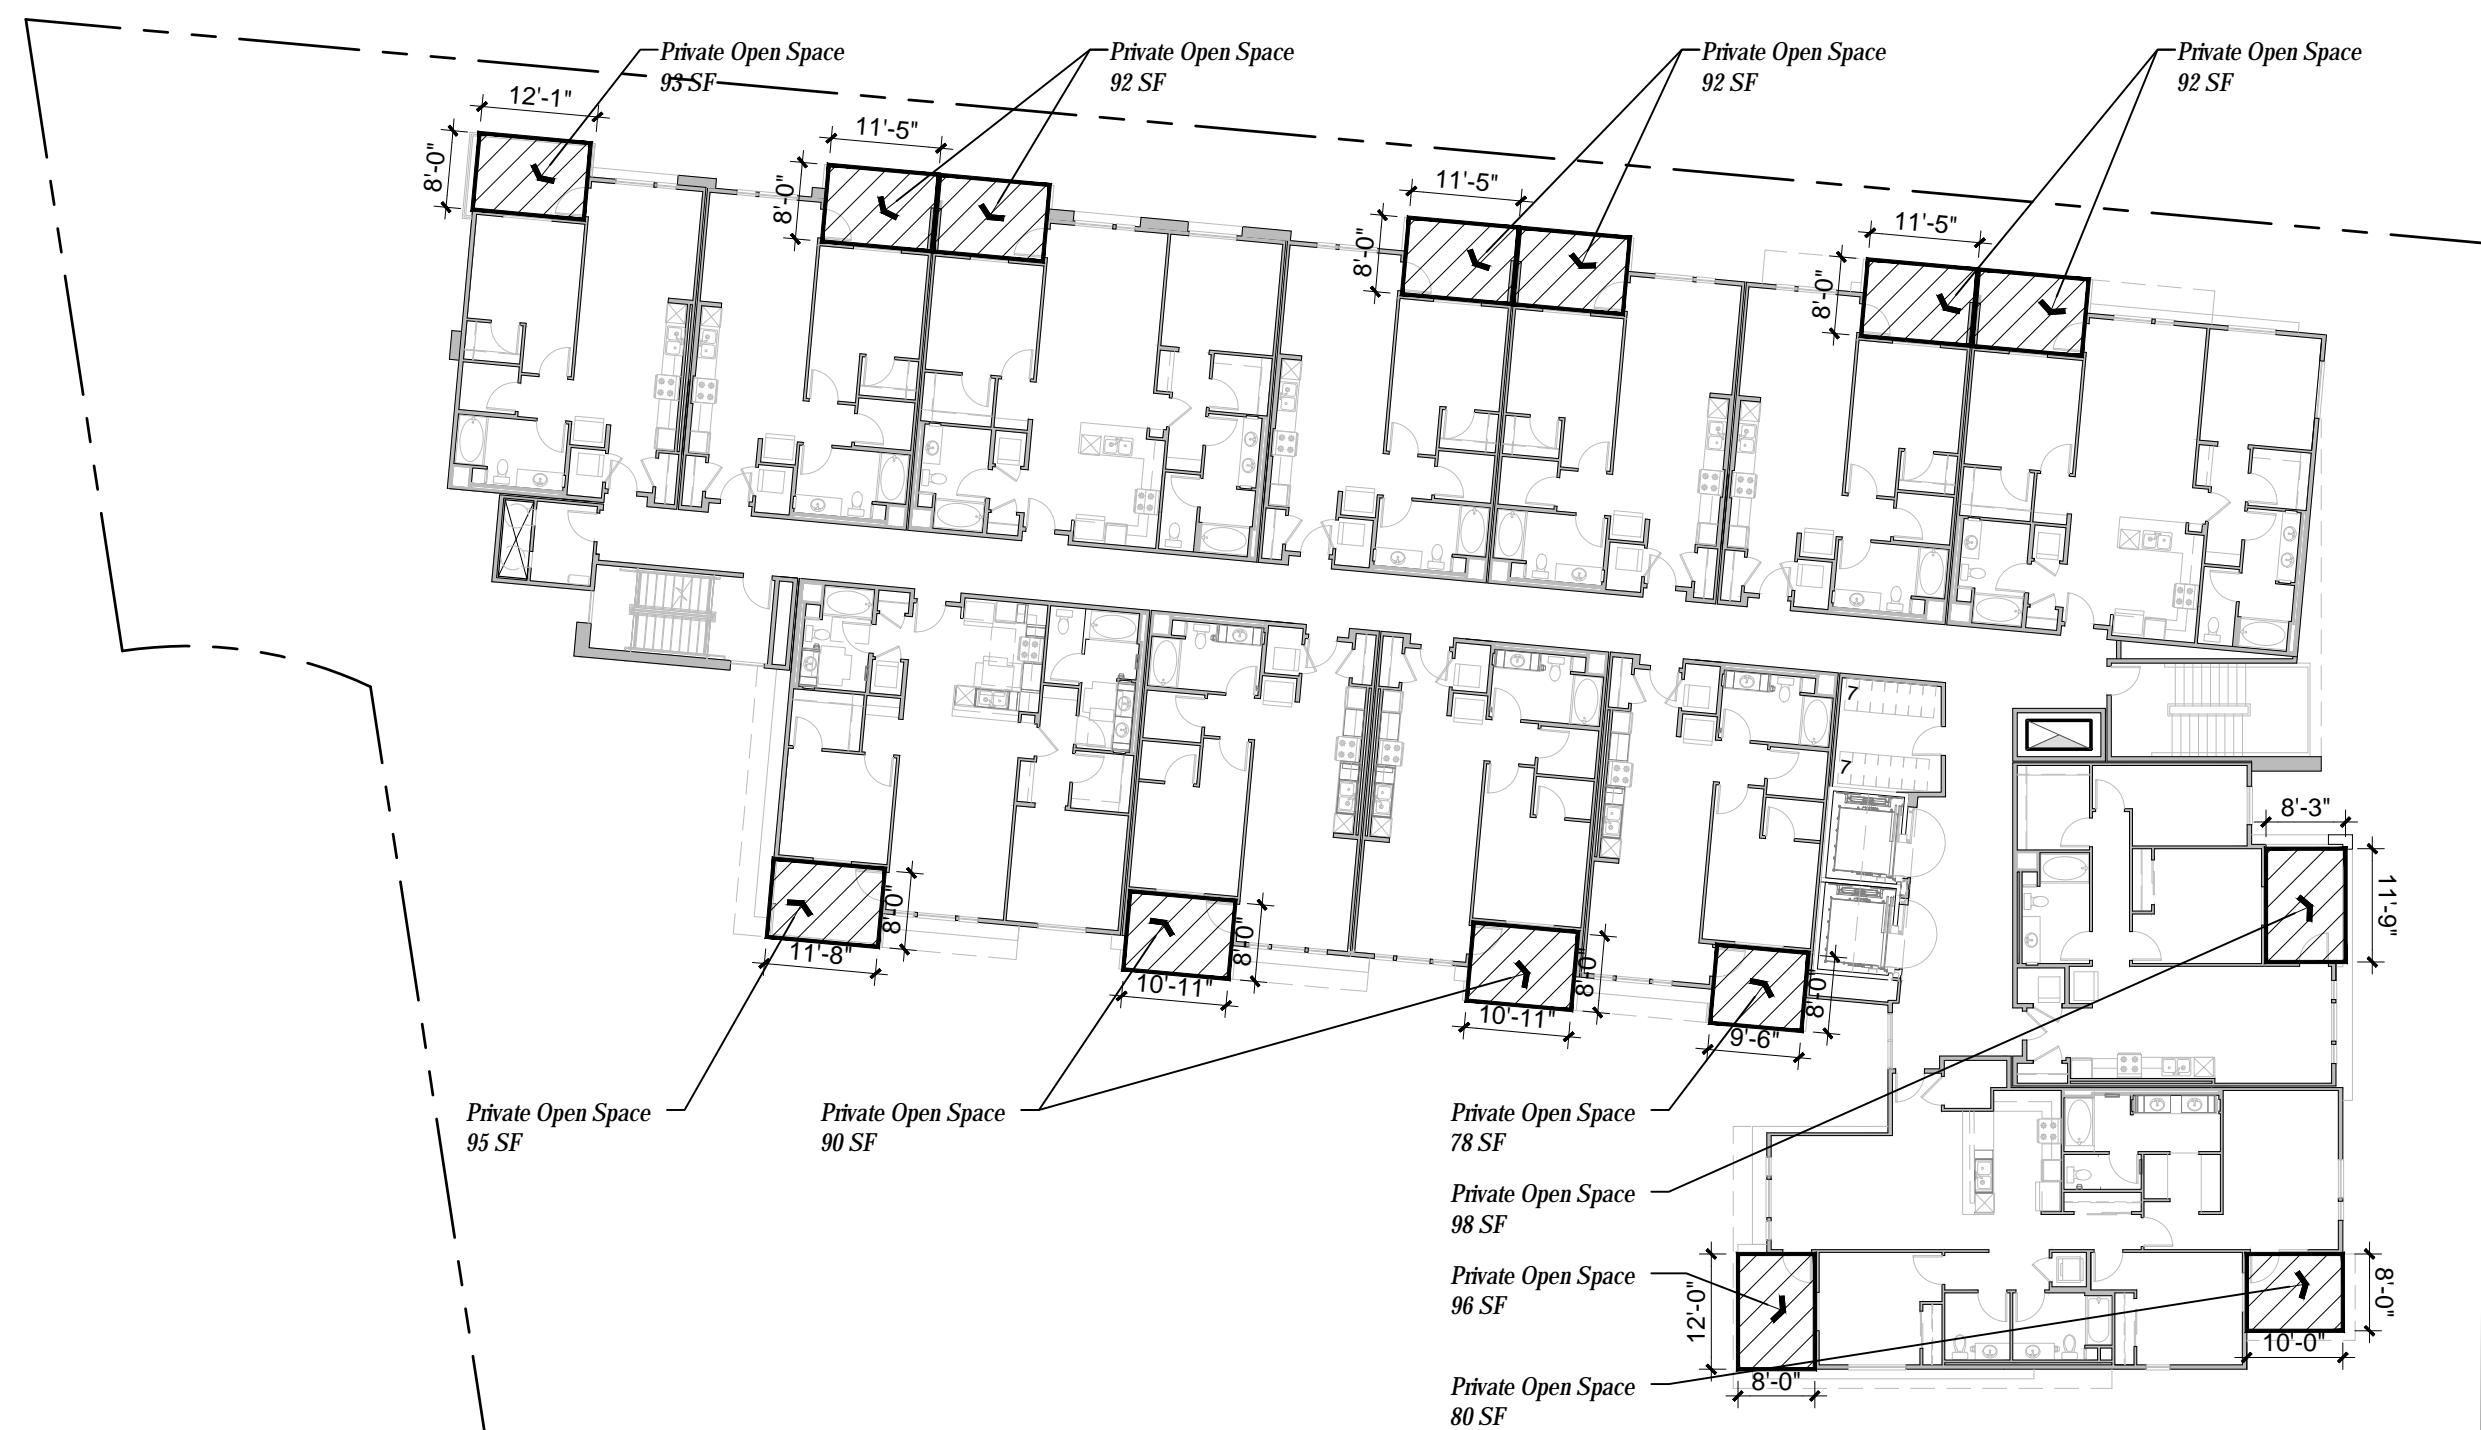 Private Open Space
93 SF
Private Open Space
92 SF
Private Open Space
92 SF
Private Open Space
92 SF
12'-1"
8'-0"
11'-5"
8'-0"
11'-5"
8'-0"
11'-5"
8'-0"
7
7
8'-3"
11'-9"
8'-0"
11'-8"
8'-0"
10'-11"
8'-0"
10'-11"
8'-0"
9'-6"
Private Open Space
95 SF
Private Open Space
90 SF
Private Open Space
78 SF
Private Open Space
98 SF
Private Open Space
96 SF
Private Open Space
80 SF
12'-0"
8'-0"
8'-0"
10'-0"